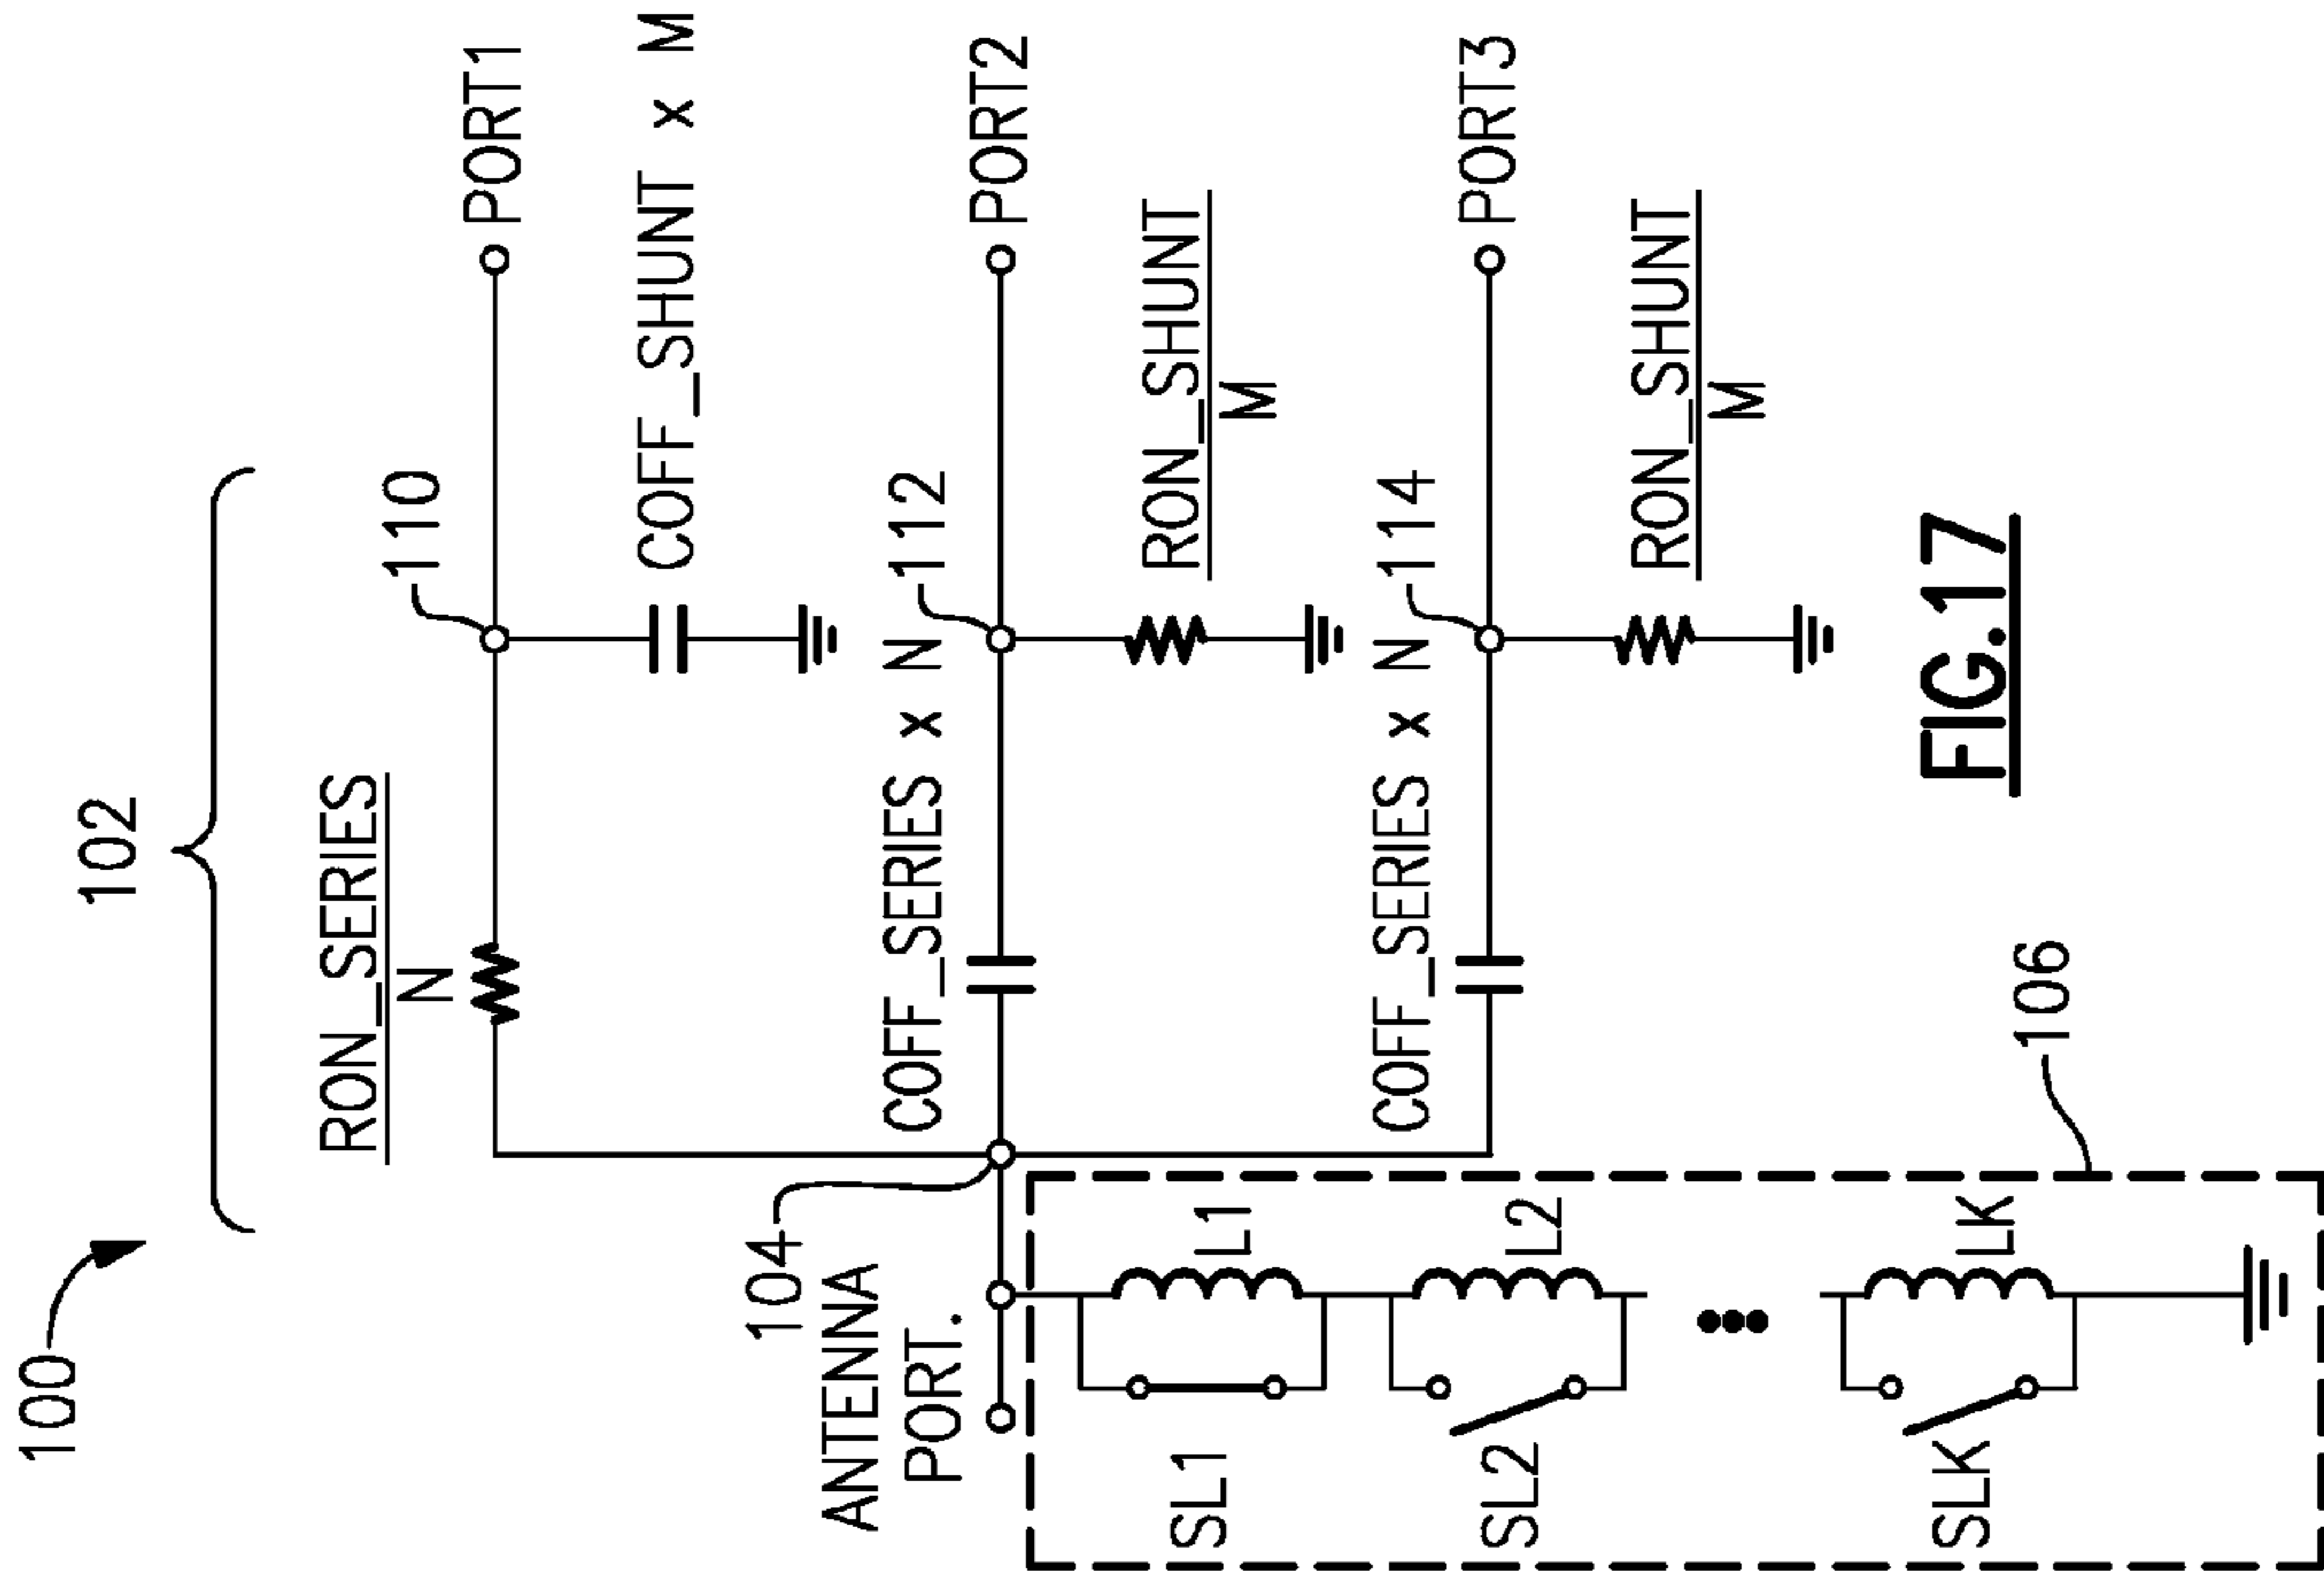 100
102
RON_SERIES
N
110
PORT1
COFF_SHUNT x M
104
ANTENNA
PORT.
COFF_SERIES x N
112
PORT2
RON_SHUNT
M
COFF_SERIES x N
114
PORT3
RON_SHUNT
M
SL1
L1
SL2
L2
SLK
LK
106
FIG.17